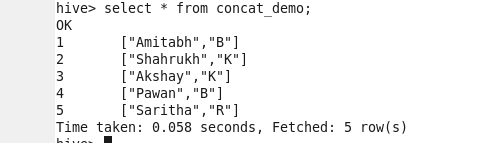 hive> select * from concat_demo;
OK
1 ["Amitabh","B"]
2 ["Shahrukh","K"]
3 ["Akshay","K"]
4 ["Pawan","B"]
5 ["Saritha","R"]
Time taken: 0.058 seconds, Fetched: 5 row(s)
hive>